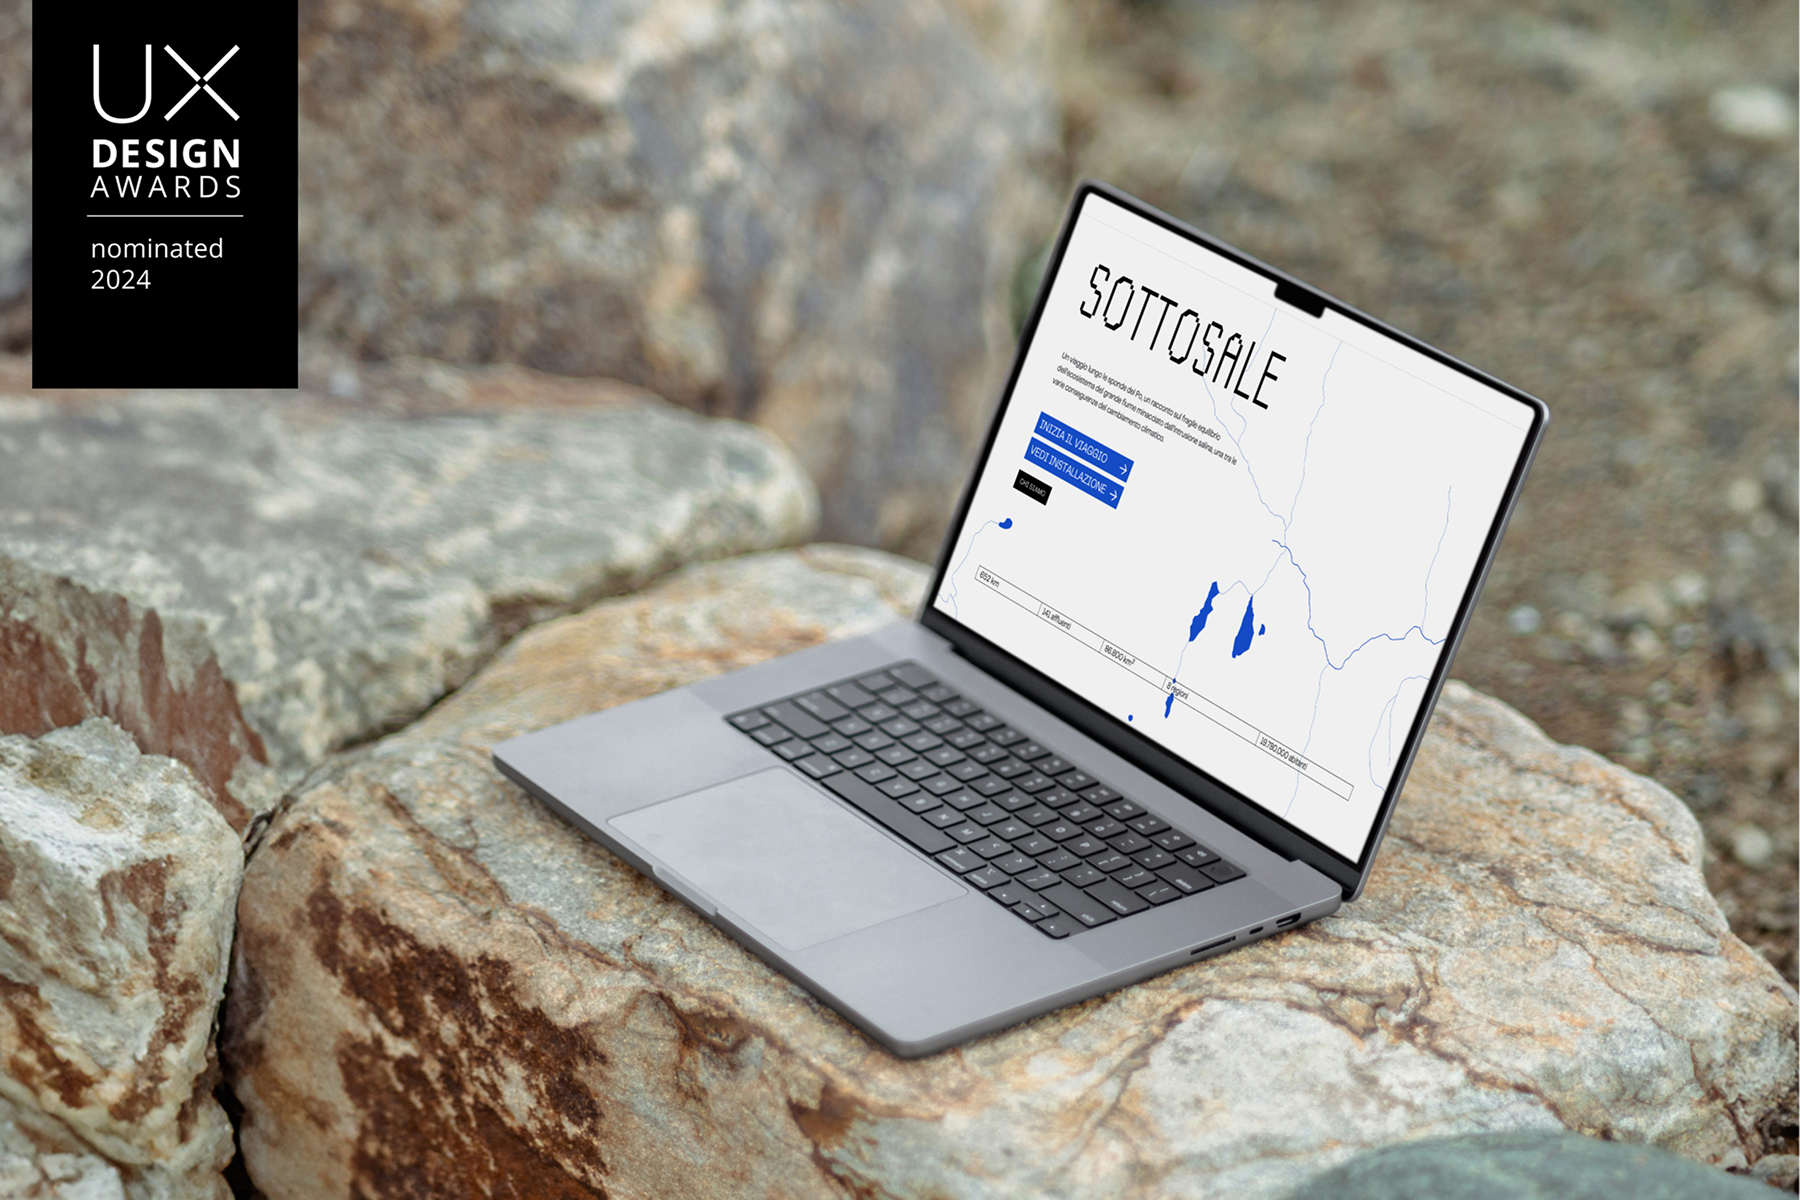 UX
DESIGN
AWARDS
nominated
2024
SOTTOSALE
Un viaggio lungo le sponde del Po, un racconto sul fragile equilibrio
dell'ecosistema del grande fiume minacciato dall'intrusione salina, una tra le
varie conseguenze del cambiamento climatico.
INIZIA IL VIAGGIO →
VEDI INSTALLAZIONE →
CHI SIAMO
652 km
141 affluenti
86.800 km²
8 regioni
19.780.000 abitanti